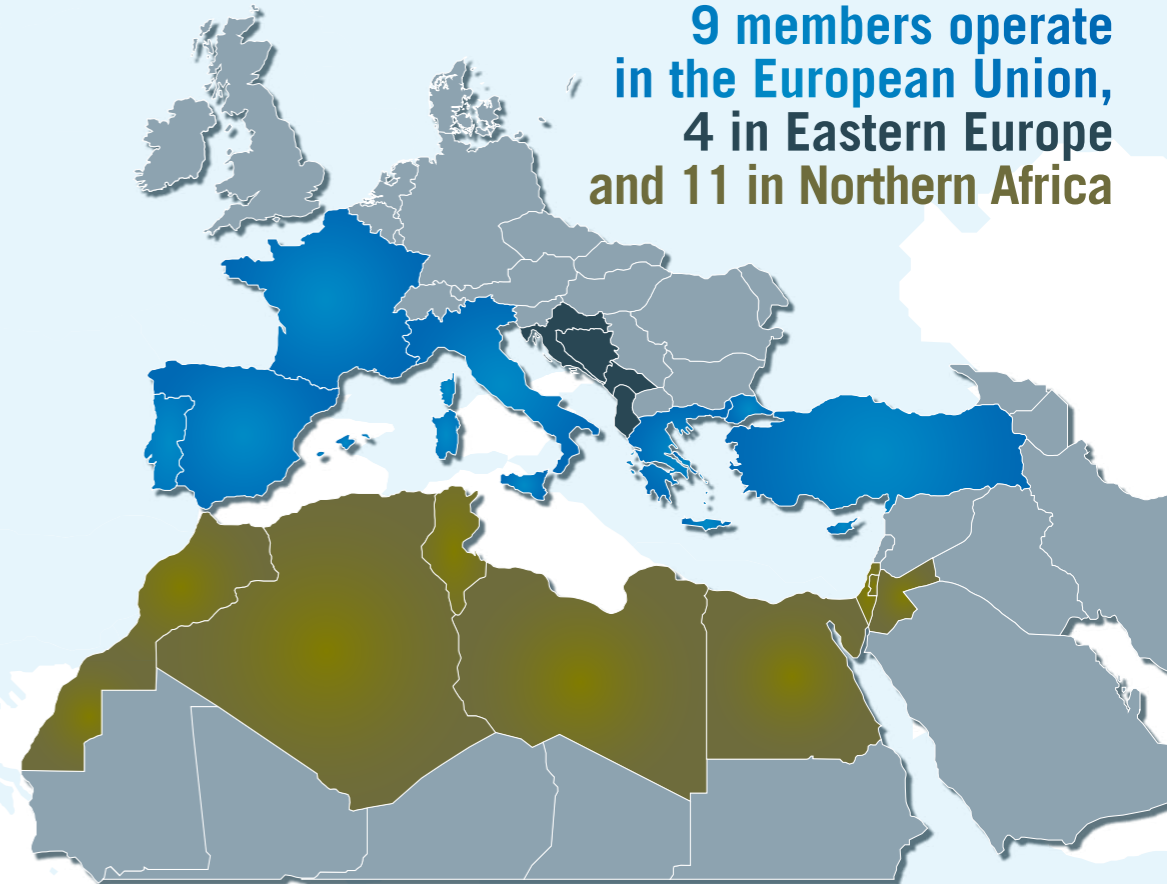 9 members operate
in the European Union,
4 in Eastern Europe
and 11 in Northern Africa